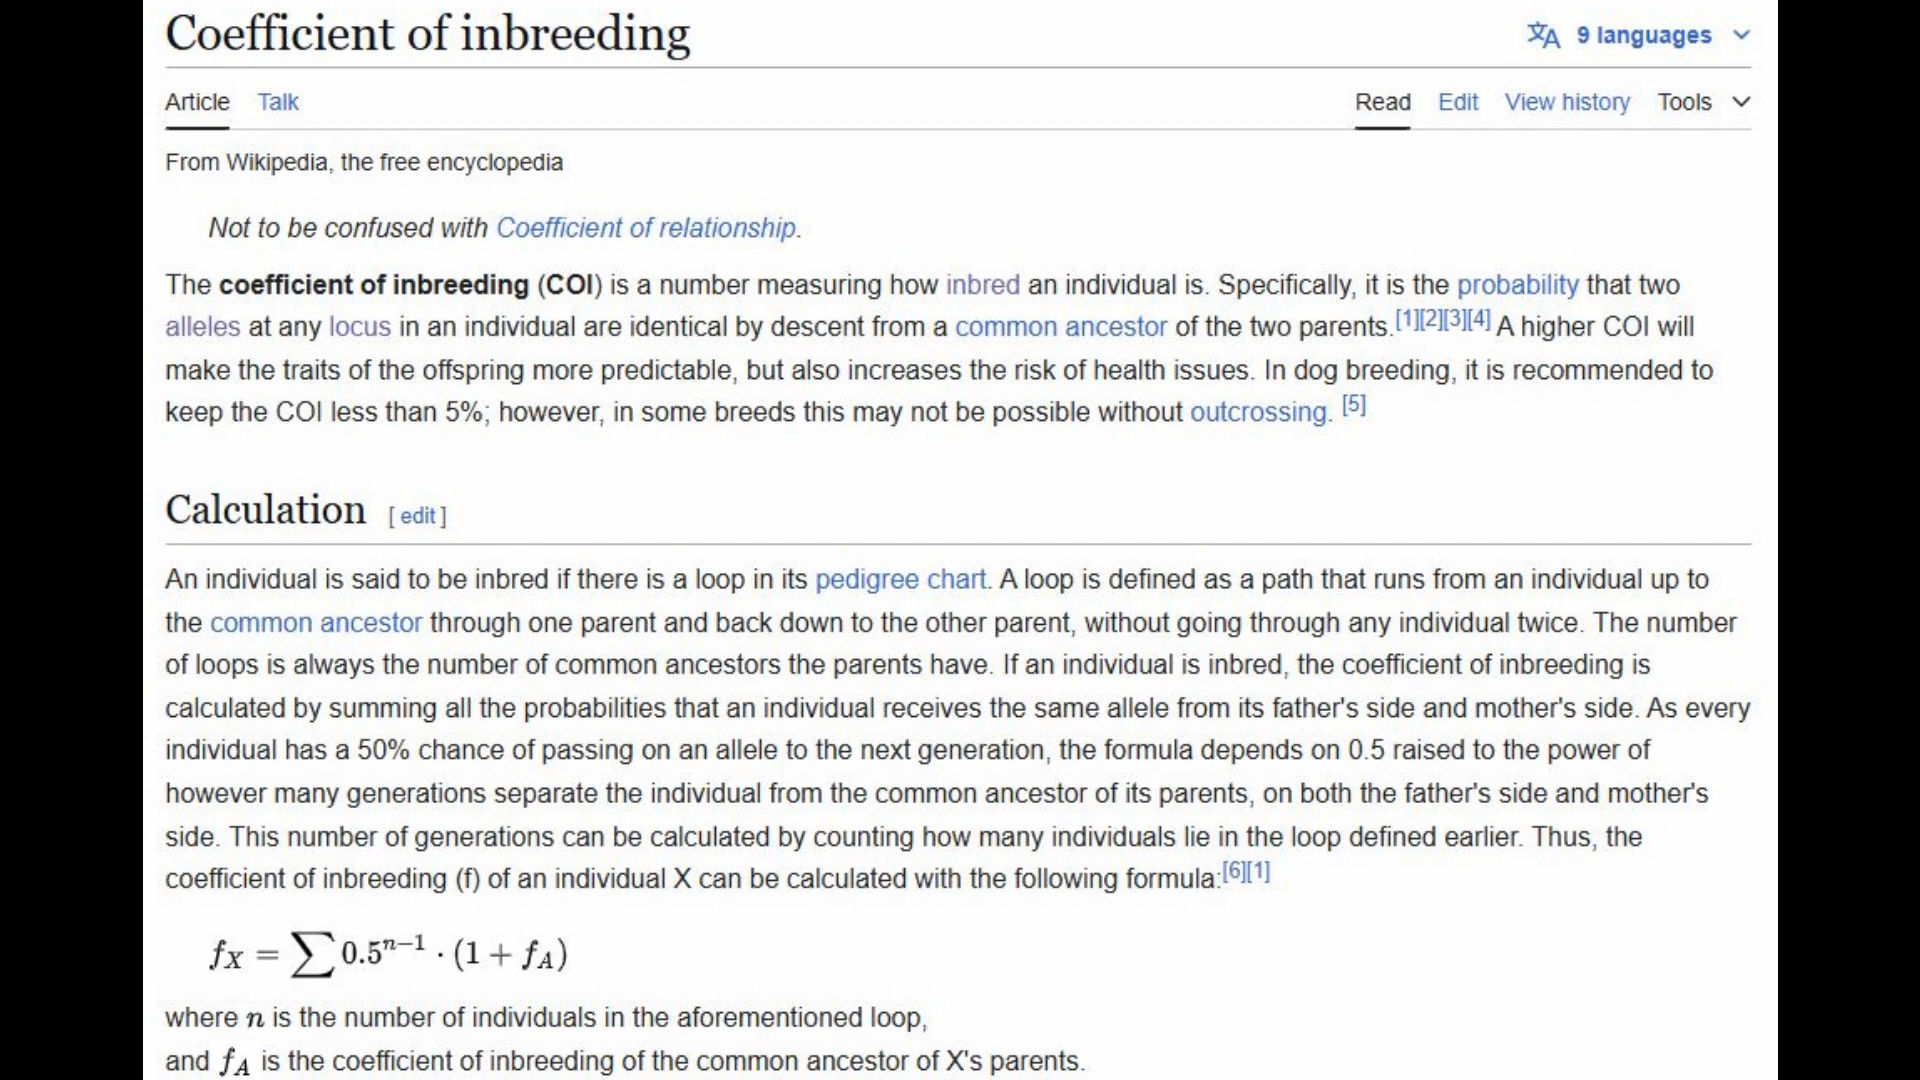 Coefficient of inbreeding
文A 9 languages
Article Talk Read Edit View history Tools
From Wikipedia, the free encyclopedia
Not to be confused with Coefficient of relationship.
The coefficient of inbreeding (COI) is a number measuring how inbred an individual is. Specifically, it is the probability that two
alleles at any locus in an individual are identical by descent from a common ancestor of the two parents.[1][2][3][4] A higher COI will
make the traits of the offspring more predictable, but also increases the risk of health issues. In dog breeding, it is recommended to
keep the COI less than 5%; however, in some breeds this may not be possible without outcrossing. [5]
Calculation [ edit ]
An individual is said to be inbred if there is a loop in its pedigree chart. A loop is defined as a path that runs from an individual up to
the common ancestor through one parent and back down to the other parent, without going through any individual twice. The number
of loops is always the number of common ancestors the parents have. If an individual is inbred, the coefficient of inbreeding is
calculated by summing all the probabilities that an individual receives the same allele from its father's side and mother's side. As every
individual has a 50% chance of passing on an allele to the next generation, the formula depends on 0.5 raised to the power of
however many generations separate the individual from the common ancestor of its parents, on both the father's side and mother's
side. This number of generations can be calculated by counting how many individuals lie in the loop defined earlier. Thus, the
coefficient of inbreeding (f) of an individual X can be calculated with the following formula:[6][1]
f_X = ∑ 0.5^{n−1} · (1 + f_A)
where n is the number of individuals in the aforementioned loop,
and f_A is the coefficient of inbreeding of the common ancestor of X's parents.